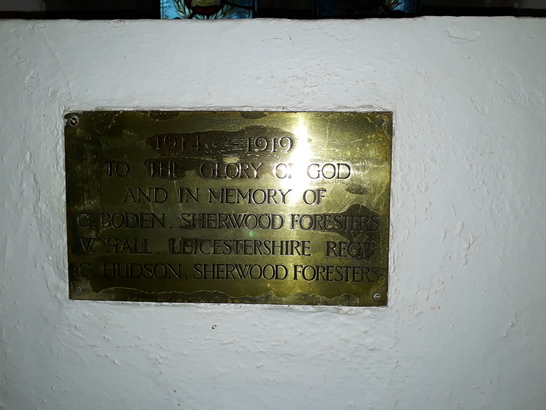 1914 - 1919
TO THE GLORY OF GOD
AND IN MEMORY OF
C. BODEN. SHERWOOD FORESTERS
W. HALL. LEICESTERSHIRE REGT.
G. HUDSON. SHERWOOD FORESTERS